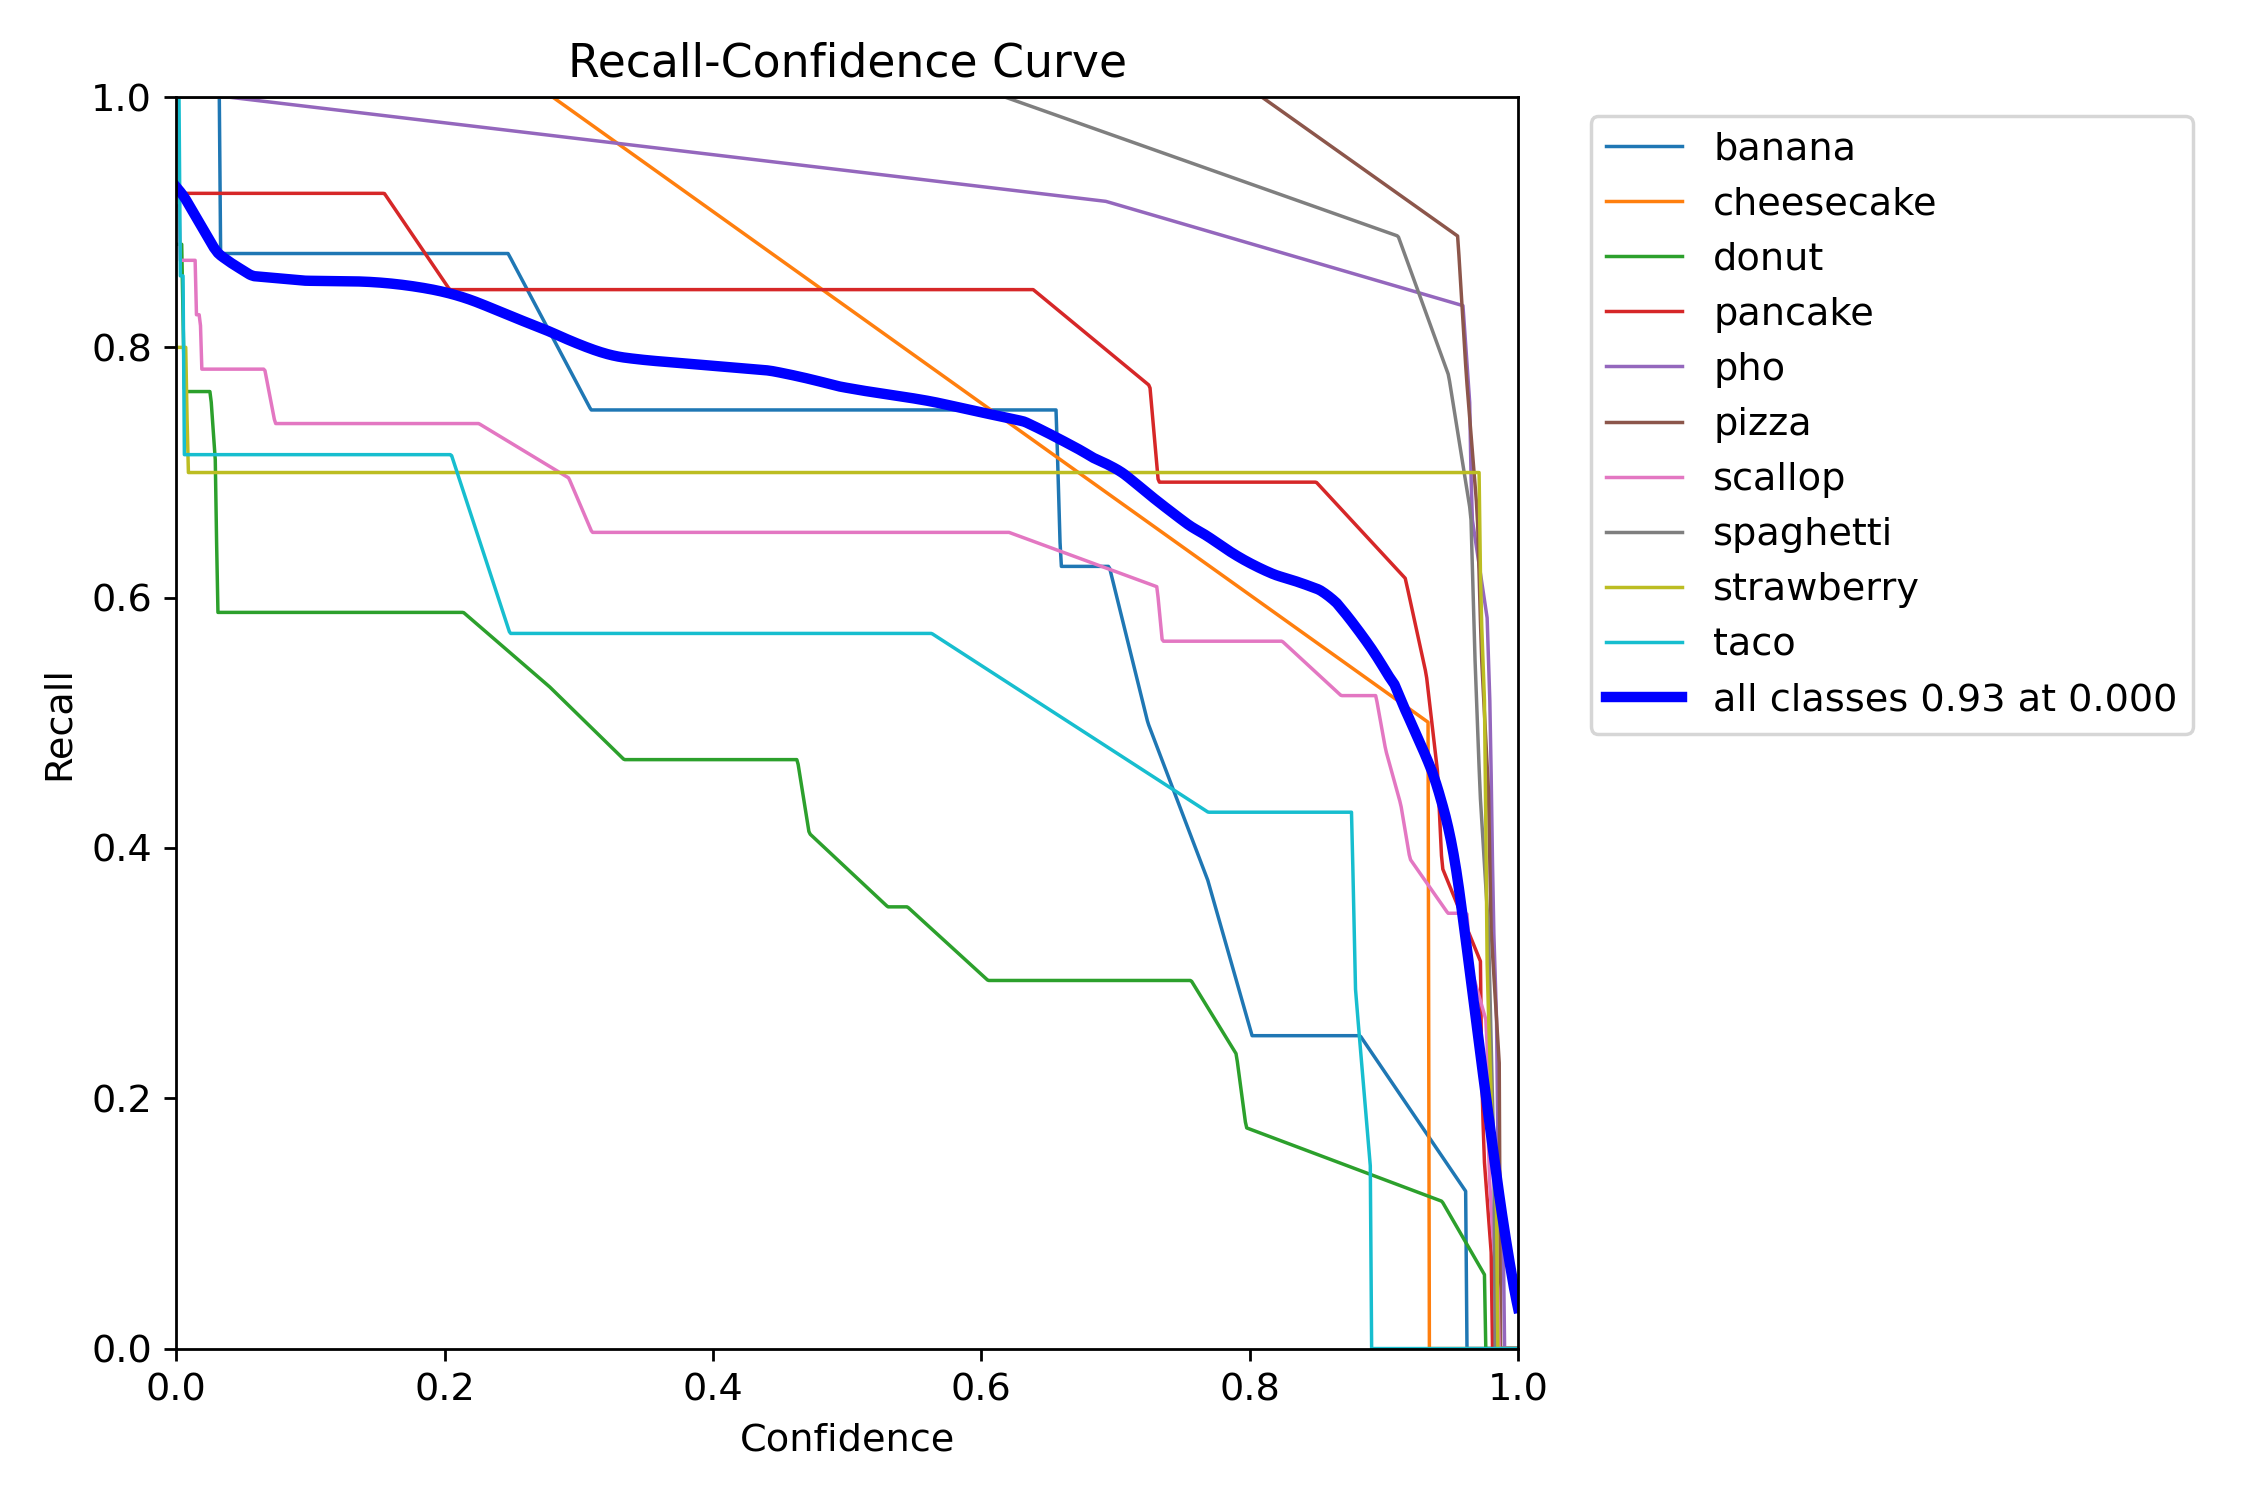 Recall-Confidence Curve
1.0
0.8
0.6
0.4
0.2
0.0
Recall
0.0 0.2 0.4 0.6 0.8 1.0
Confidence
banana
cheesecake
donut
pancake
pho
pizza
scallop
spaghetti
strawberry
taco
all classes 0.93 at 0.000